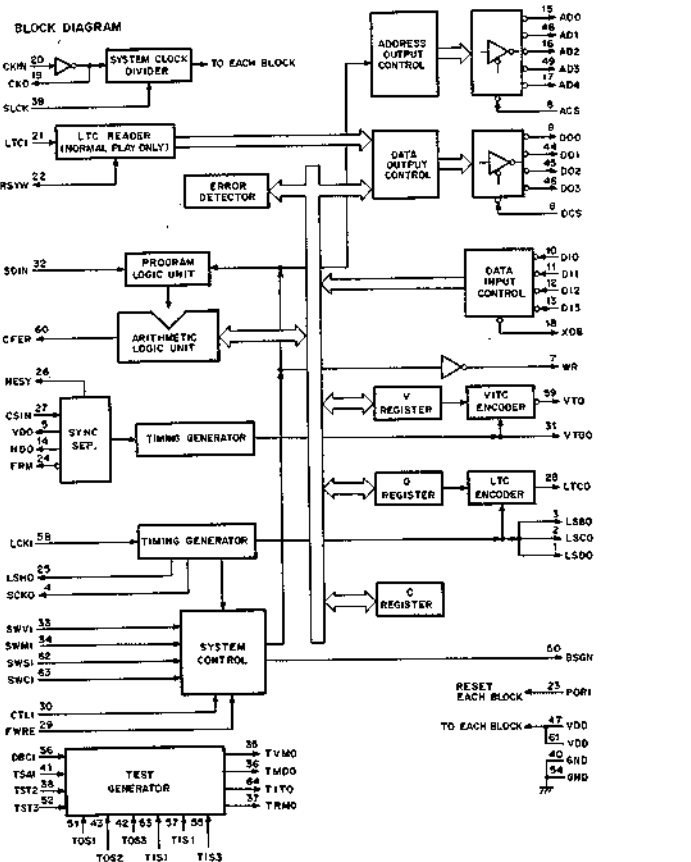 BLOCK DIAGRAM
CKIN 20
CKO 19
SLCK 39
SYSTEM CLOCK
DIVIDER
TO EACH BLOCK
ADDRESS
OUTPUT
CONTROL
15 AD0
48 AD1
16 AD2
49 AD3
17 AD4
ACS
LTC1 21
LTC READER
(NORMAL PLAY ONLY)
RSYW 22
ERROR
DETECTOR
DATA
OUTPUT
CONTROL
9 DO0
44 DO1
45 DO2
46 DO3
8 DCS
SDIN 32
PROGRAM
LOGIC UNIT
DATA
INPUT
CONTROL
10 DI0
11 DI1
12 DI2
13 DI3
18
CFER 60
ARITHMETIC
LOGIC UNIT
7 WR
HESY 26
CSIN 27
VDO 5
HDO 14
FRM 24
SYNC
SEP.
TIMING GENERATOR
V
REGISTER
VITC
ENCODER
59 VTO
31 VTGO
O
REGISTER
LTC
ENCODER
28 LTCO
LCKI 58
TIMING GENERATOR
LSHO 25
SCKO 4
3 LSBO
2 LSCO
1 LSDO
C
REGISTER
SWVI 33
SWMI 34
SWSI 62
SWCI 63
SYSTEM
CONTROL
CTLI 30
FWRE 29
50 BSGN
RESET
EACH BLOCK
23 PORI
TO EACH BLOCK
47 VDD
61 VDD
40 GND
54 GND
DBCI 56
TSAI 41
TST2 38
TST3 52
TEST
GENERATOR
35 TVMO
36 TMDO
64 TITO
37 TRMO
51 43 42 53 57 55
TOS1 TOS3 TIS1
TOS2 TIS3